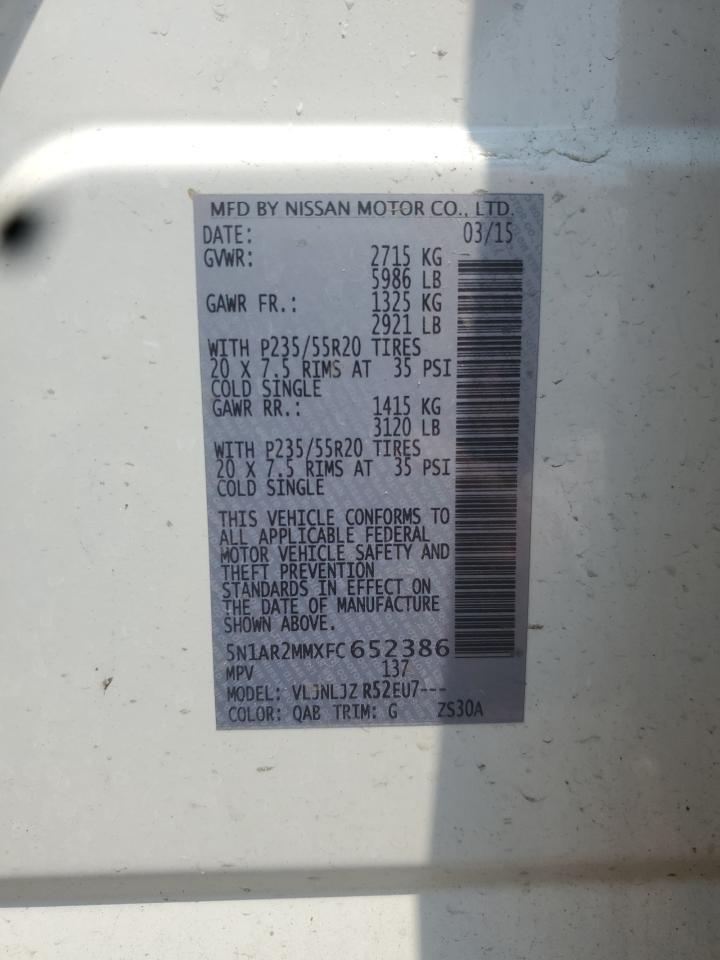 MFD BY NISSAN MOTOR CO., LTD.
DATE: 03/15
GVWR: 2715 KG
5986 LB
GAWR FR.: 1325 KG
2921 LB
WITH P235/55R20 TIRES
20 X 7.5 RIMS AT 35 PSI
COLD SINGLE
GAWR RR.: 1415 KG
3120 LB
WITH P235/55R20 TIRES
20 X 7.5 RIMS AT 35 PSI
COLD SINGLE
THIS VEHICLE CONFORMS TO
ALL APPLICABLE FEDERAL
MOTOR VEHICLE SAFETY AND
THEFT PREVENTION
STANDARDS IN EFFECT ON
THE DATE OF MANUFACTURE
SHOWN ABOVE.
5N1AR2MMXFC652386
MPV 137
MODEL: VLJNLJZ R52EU7---
COLOR: QAB TRIM: G ZS30A